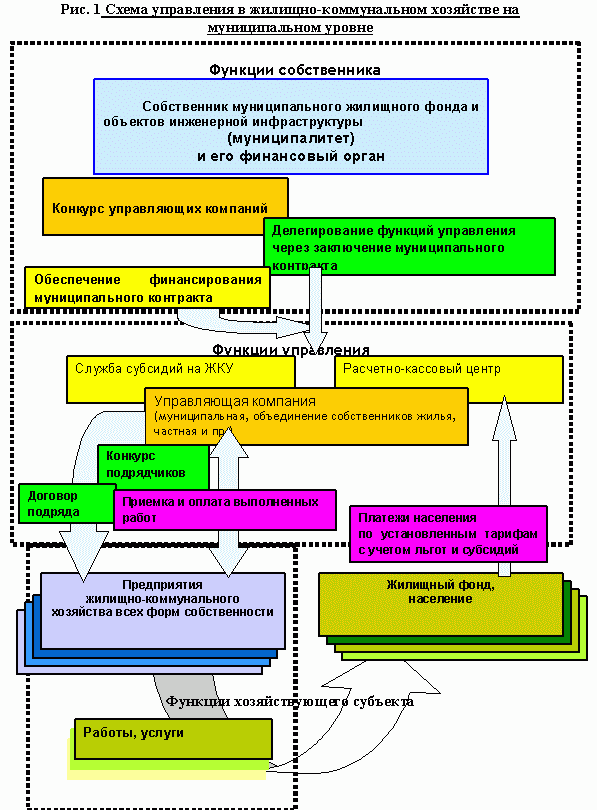 Рис. 1 Схема управления в жилищно-коммунальном хозяйстве на
муниципальном уровне
Функции собственника
Собственник муниципального жилищного фонда и
объектов инженерной инфраструктуры
(муниципалитет)
и его финансовый орган
Конкурс управляющих компаний
Делегирование функций управления
через заключение муниципального
контракта
Обеспечение финансирования
муниципального контракта
Функции управления
Служба субсидий на ЖКУ
Расчетно-кассовый центр
Управляющая компания
(муниципальная, объединение собственников жилья,
частная и пр.)
Конкурс
подрядчиков
Договор
подряда
Приемка и оплата выполненных
работ
Платежи населения
по установленным тарифам
с учетом льгот и субсидий
Предприятия
жилищно-коммунального
хозяйства всех форм собственности
Жилищный фонд,
население
Функции хозяйствующего субъекта
Работы, услуги